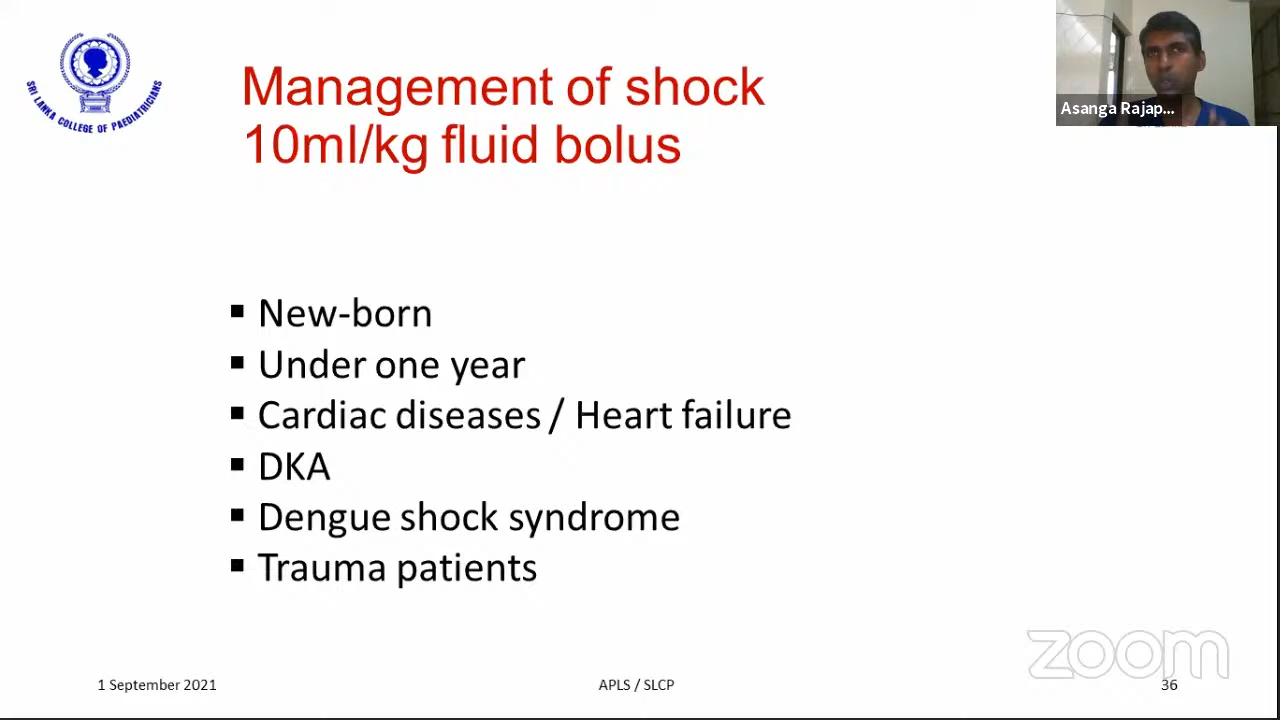 SRI LANKA COLLEGE OF PAEDIATRICIANS
Asanga Rajap...
Management of shock
10ml/kg fluid bolus
▪ New-born
▪ Under one year
▪ Cardiac diseases / Heart failure
▪ DKA
▪ Dengue shock syndrome
▪ Trauma patients
zoom
1 September 2021
APLS / SLCP
36